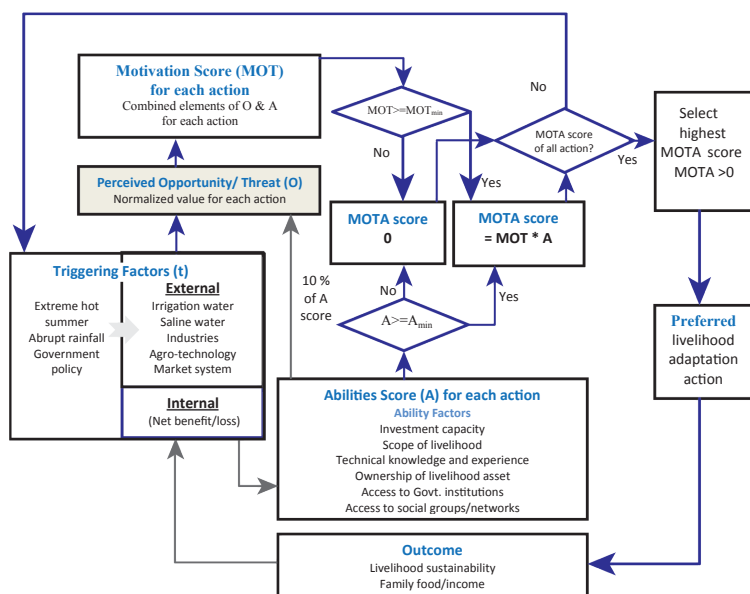 Motivation Score (MOT)
for each action
Combined elements of O & A
for each action
MOT>=MOTmin
No
Yes
No
MOTA score
of all action?
Yes
Select
highest
MOTA score
MOTA >0
Perceived Opportunity/ Threat (O)
Normalized value for each action
MOTA score
0
MOTA score
= MOT * A
Triggering Factors (t)
Extreme hot
summer
Abrupt rainfall
Government
policy
External
Irrigation water
Saline water
Industries
Agro-technology
Market system
Internal
(Net benefit/loss)
10 %
of A
score
No
Yes
A>=Amin
Preferred
livelihood
adaptation
action
Abilities Score (A) for each action
Ability Factors
Investment capacity
Scope of livelihood
Technical knowledge and experience
Ownership of livelihood asset
Access to Govt. institutions
Access to social groups/networks
Outcome
Livelihood sustainability
Family food/income